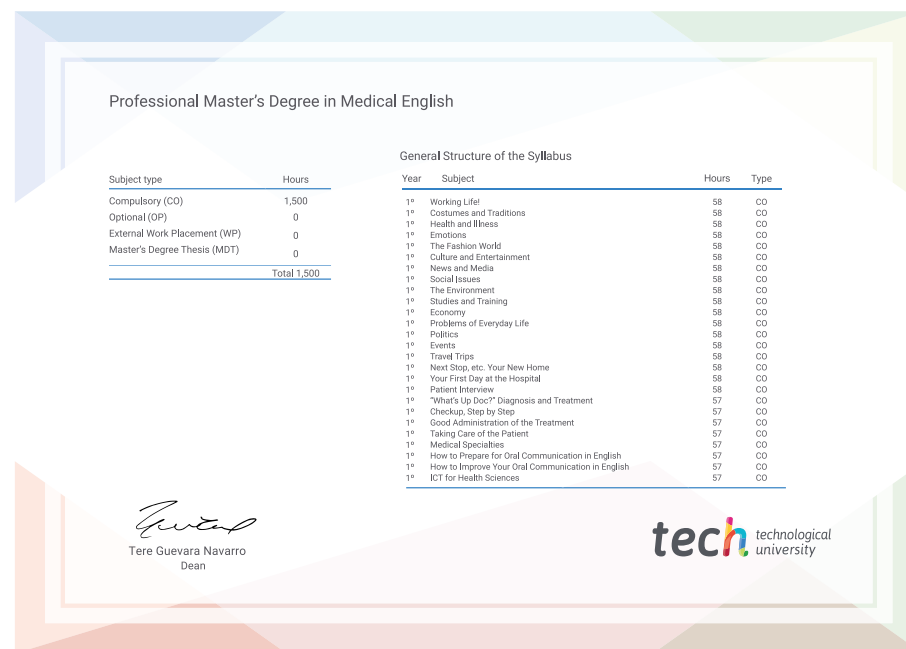 Professional Master's Degree in Medical English
Subject type Hours
Compulsory (CO) 1,500
Optional (OP) 0
External Work Placement (WP) 0
Master's Degree Thesis (MDT) 0
Total 1,500
General Structure of the Syllabus
Year Subject Hours Type
1º Working Life! 58 CO
1º Costumes and Traditions 58 CO
1º Health and Illness 58 CO
1º Emotions 58 CO
1º The Fashion World 58 CO
1º Culture and Entertainment 58 CO
1º News and Media 58 CO
1º Social Issues 58 CO
1º The Environment 58 CO
1º Studies and Training 58 CO
1º Economy 58 CO
1º Problems of Everyday Life 58 CO
1º Politics 58 CO
1º Events 58 CO
1º Travel Trips 58 CO
1º Next Stop, etc. Your New Home 58 CO
1º Your First Day at the Hospital 58 CO
1º Patient Interview 58 CO
1º "What's Up Doc?" Diagnosis and Treatment 57 CO
1º Checkup, Step by Step 57 CO
1º Good Administration of the Treatment 57 CO
1º Taking Care of the Patient 57 CO
1º Medical Specialties 57 CO
1º How to Prepare for Oral Communication in English 57 CO
1º How to Improve Your Oral Communication in English 57 CO
1º ICT for Health Sciences 57 CO
Tere Guevara Navarro
Dean
tech technological
university